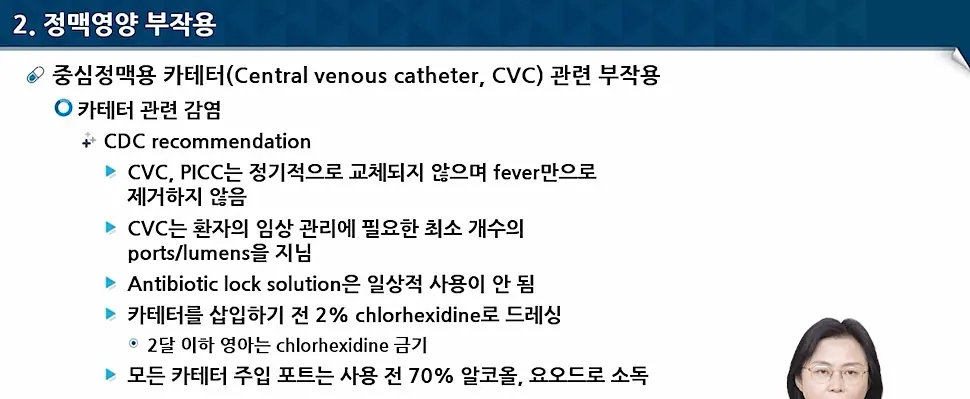 2. 정맥영양 부작용
중심정맥용 카테터(Central venous catheter, CVC) 관련 부작용
카테터 관련 감염
CDC recommendation
CVC, PICC는 정기적으로 교체되지 않으며 fever만으로
제거하지 않음
CVC는 환자의 임상 관리에 필요한 최소 개수의
ports/lumens을 지님
Antibiotic lock solution은 일상적 사용이 안 됨
카테터를 삽입하기 전 2% chlorhexidine로 드레싱
2달 이하 영아는 chlorhexidine 금기
모든 카테터 주입 포트는 사용 전 70% 알코올, 요오드로 소독